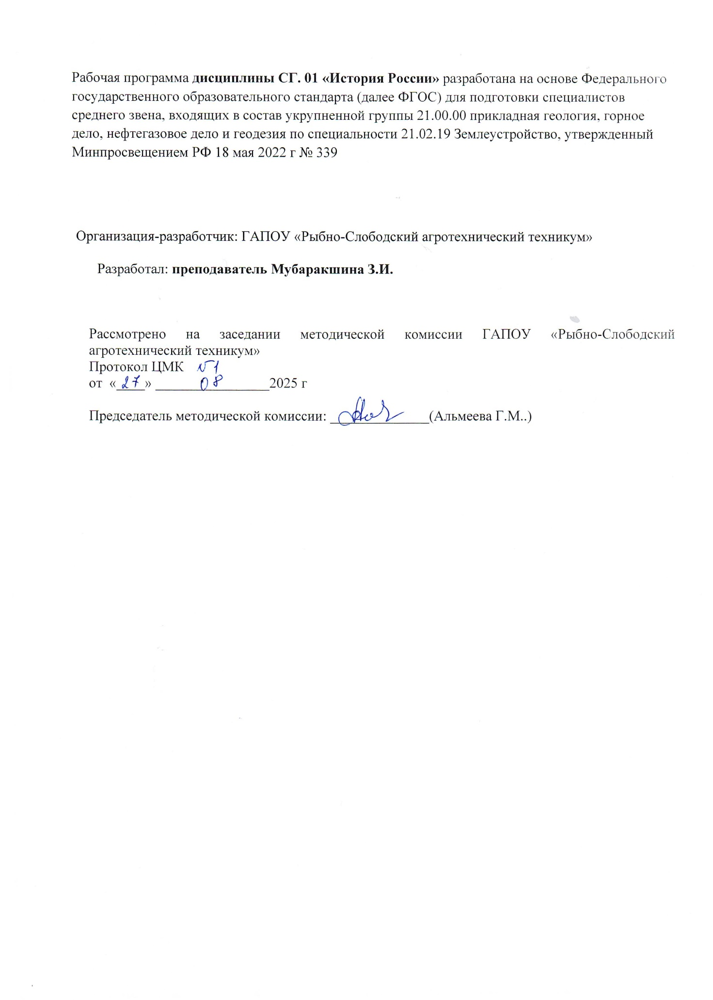 Рабочая программа дисциплины СГ. 01 «История России» разработана на основе Федерального
государственного образовательного стандарта (далее ФГОС) для подготовки специалистов
среднего звена, входящих в состав укрупненной группы 21.00.00 прикладная геология, горное
дело, нефтегазовое дело и геодезия по специальности 21.02.19 Землеустройство, утвержденный
Минпросвещением РФ 18 мая 2022 г № 339
Организация-разработчик: ГАПОУ «Рыбно-Слободский агротехнический техникум»
Разработал: преподаватель Мубаракшина З.И.
Рассмотрено на заседании методической комиссии ГАПОУ «Рыбно-Слободский
агротехнический техникум»
Протокол ЦМК №1
от «27» 08 2025 г
Председатель методической комиссии: (Альмеева Г.М..)